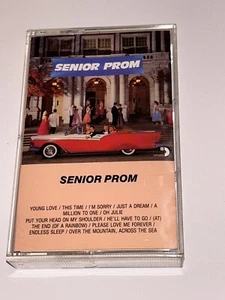 SENIOR PROM
SENIOR PROM
YOUNG LOVE / THIS TIME / I'M SORRY / JUST A DREAM / A
MILLION TO ONE / OH JULIE
PUT YOUR HEAD ON MY SHOULDER / HE'LL HAVE TO GO / (AT)
THE END (OF A RAINBOW) / PLEASE LOVE ME FOREVER /
ENDLESS SLEEP / OVER THE MOUNTAIN, ACROSS THE SEA